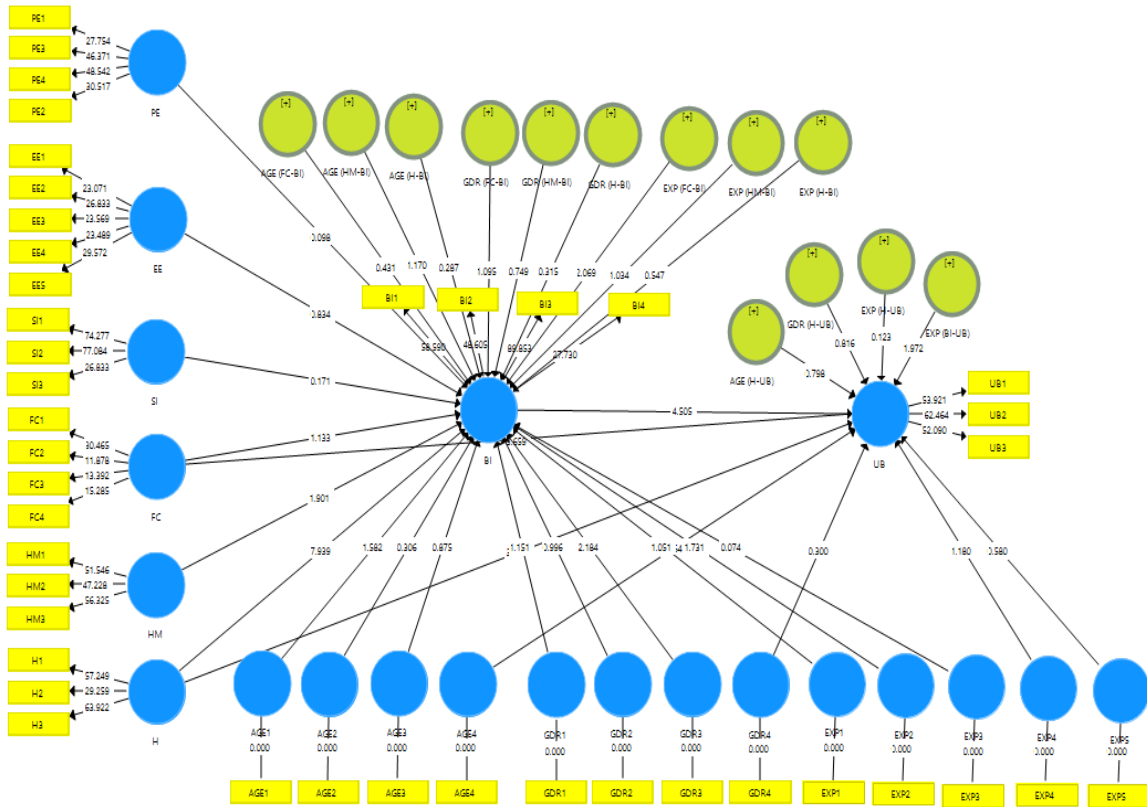 PE1
PE3
PE4
PE2
27.754
46.371
48.542
30.517
PE
EE1
EE2
EE3
EE4
EE5
23.071
26.833
23.569
23.489
29.572
EE
SI1
SI2
SI3
74.277
77.084
26.833
SI
FC1
FC2
FC3
FC4
30.465
11.878
13.392
15.285
FC
HM1
HM2
HM3
51.546
47.228
56.325
HM
H1
H2
H3
57.249
29.259
63.922
H
[+]
[+]
[+]
[+]
[+]
[+]
[+]
[+]
[+]
AGE (FC-BI)
AGE (HM-BI)
AGE (H-BI)
GDR (FC-BI)
GDR (HM-BI)
GDR (H-BI)
EXP (FC-BI)
EXP (HM-BI)
EXP (H-BI)
0.098
0.431
1.170
0.287
1.095
0.749
0.315
2.069
1.034
0.547
BI1
BI2
BI3
BI4
58.590
48.605
89.853
27.730
0.834
0.171
1.133
1.901
7.939
BI
4.505
[+]
[+]
[+]
[+]
AGE (H-UB)
GDR (H-UB)
EXP (H-UB)
EXP (BI-UB)
0.798
0.816
0.123
1.972
UB
53.921
62.464
52.090
UB1
UB2
UB3
1.582
0.306
0.875
1.151
0.996
2.184
1.051
1.731
0.074
0.300
1.180
0.580
AGE1
AGE2
AGE3
AGE4
GDR1
GDR2
GDR3
GDR4
EXP1
EXP2
EXP3
EXP4
EXP5
0.000
0.000
0.000
0.000
0.000
0.000
0.000
0.000
0.000
0.000
0.000
0.000
0.000
AGE1
AGE2
AGE3
AGE4
GDR1
GDR2
GDR3
GDR4
EXP1
EXP2
EXP3
EXP4
EXP5